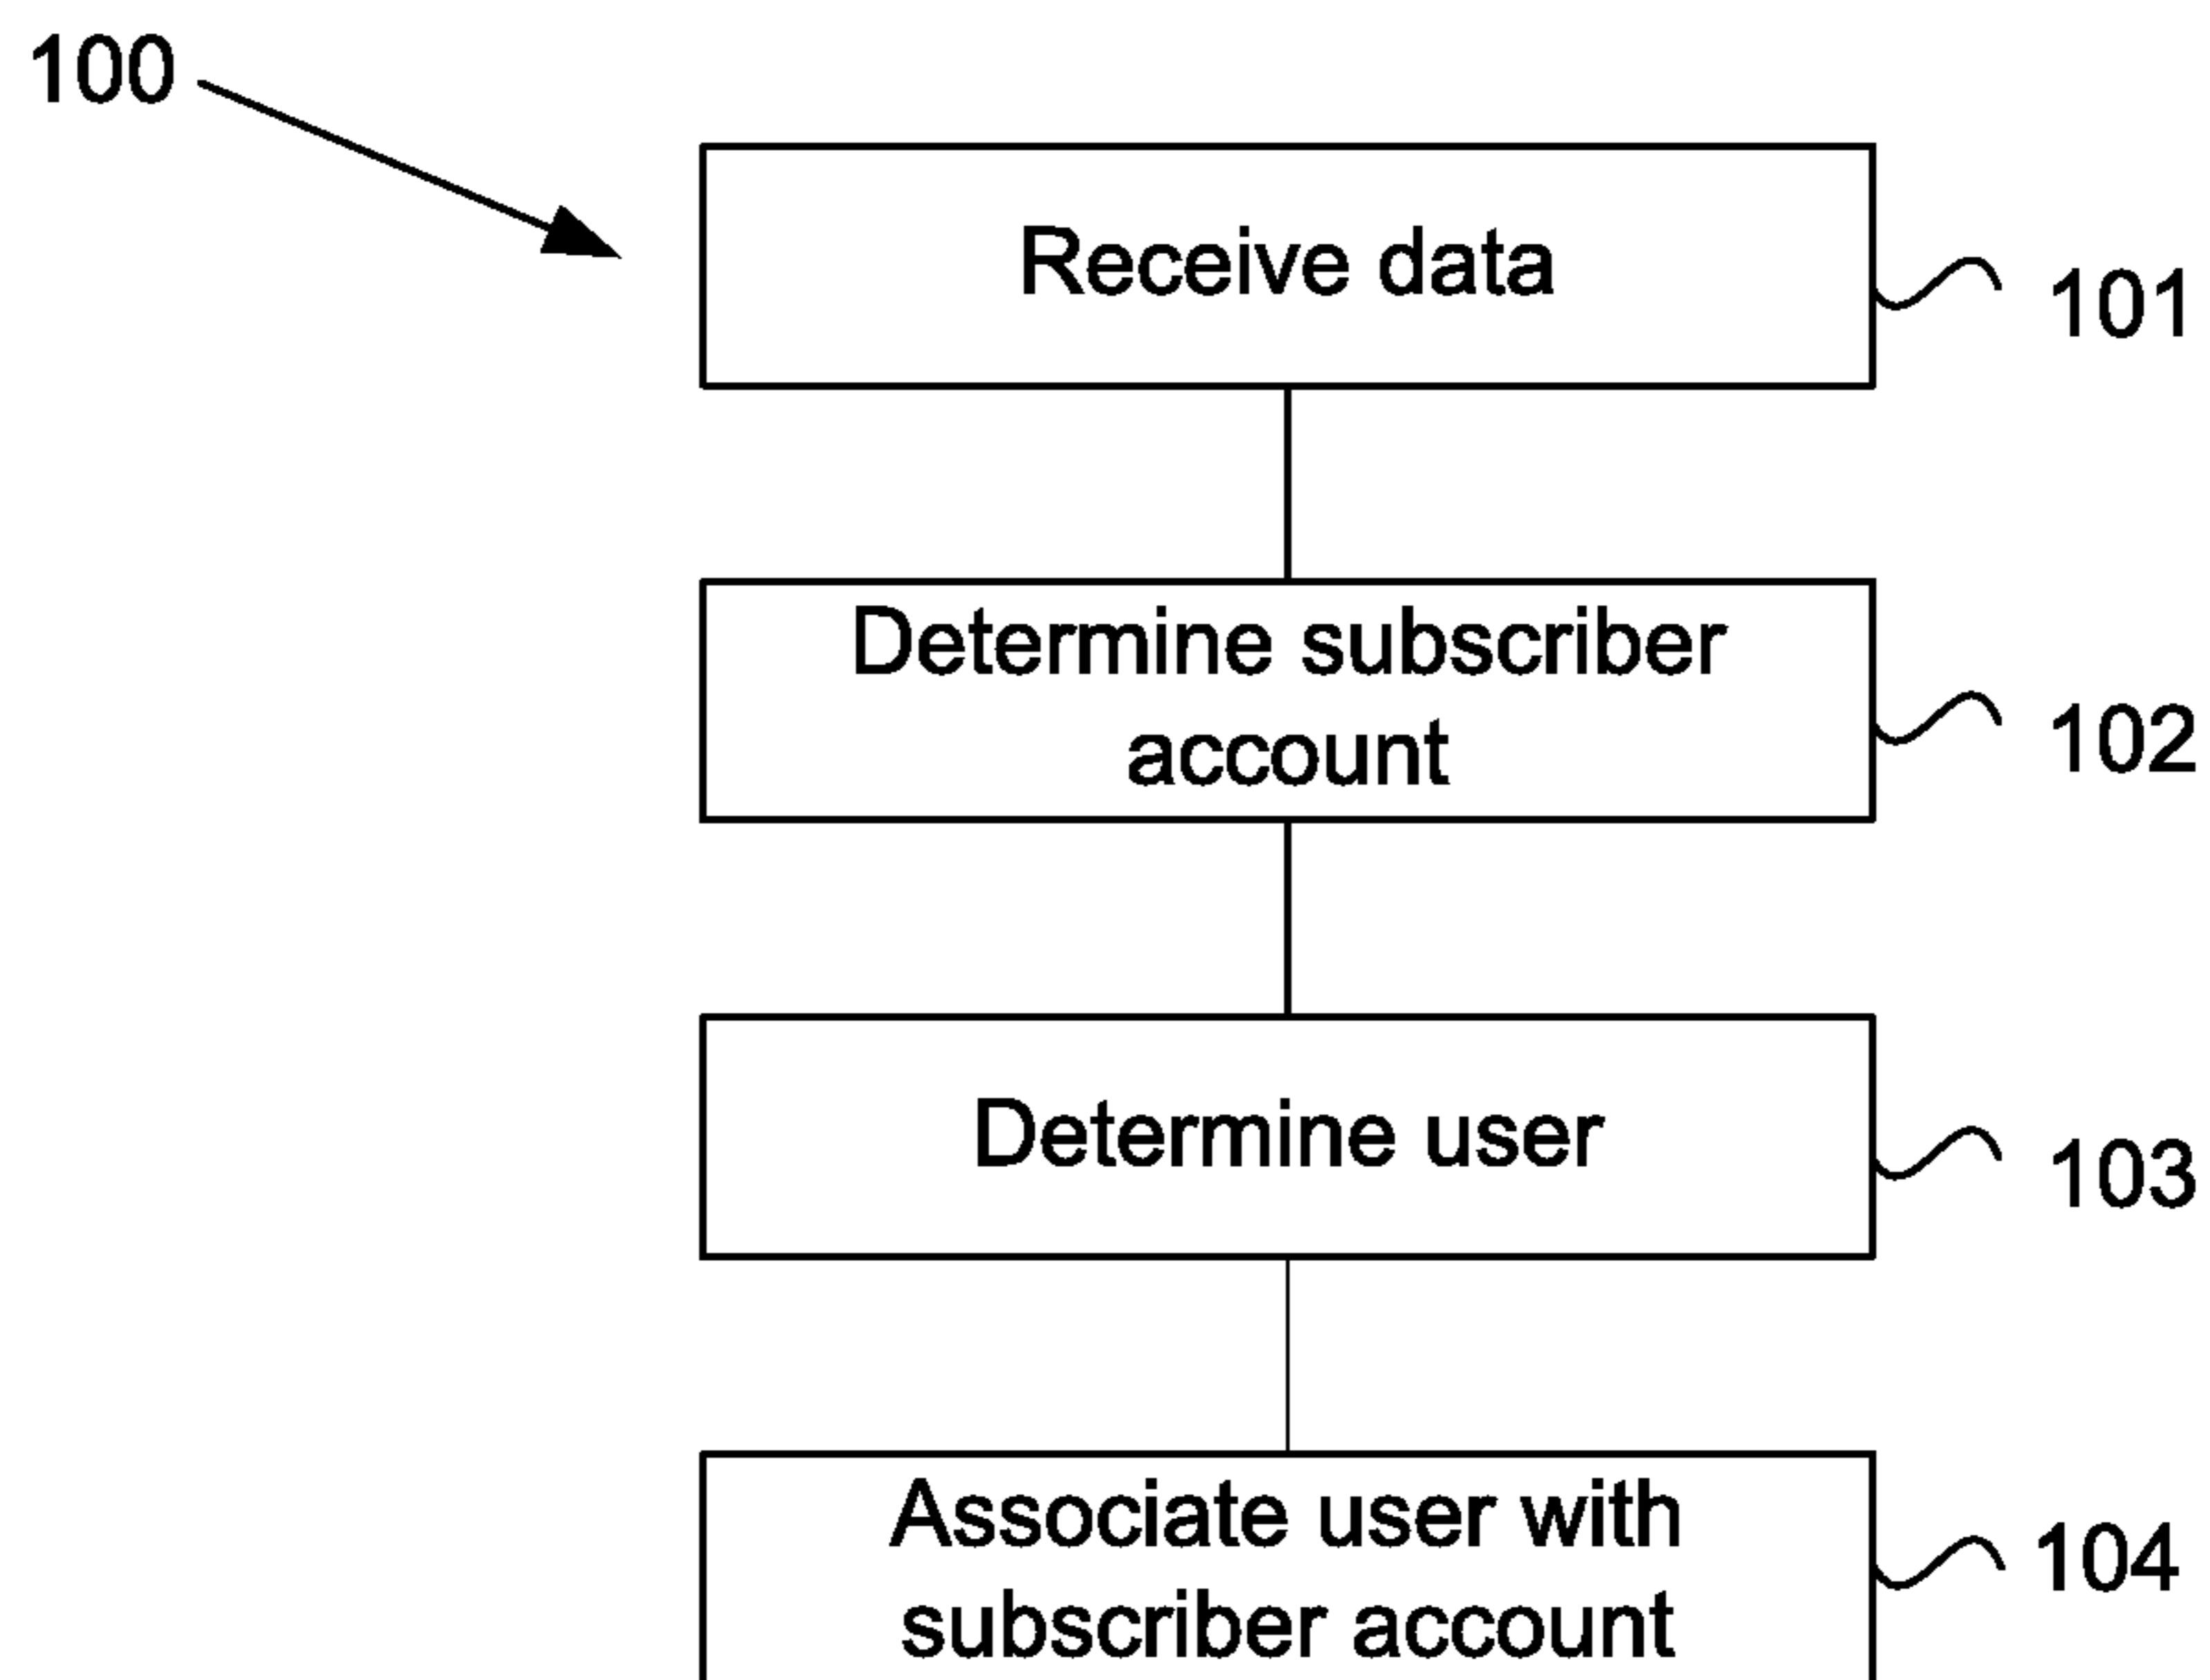 100
Receive data
101
Determine subscriber
account
102
Determine user
103
Associate user with
subscriber account
104